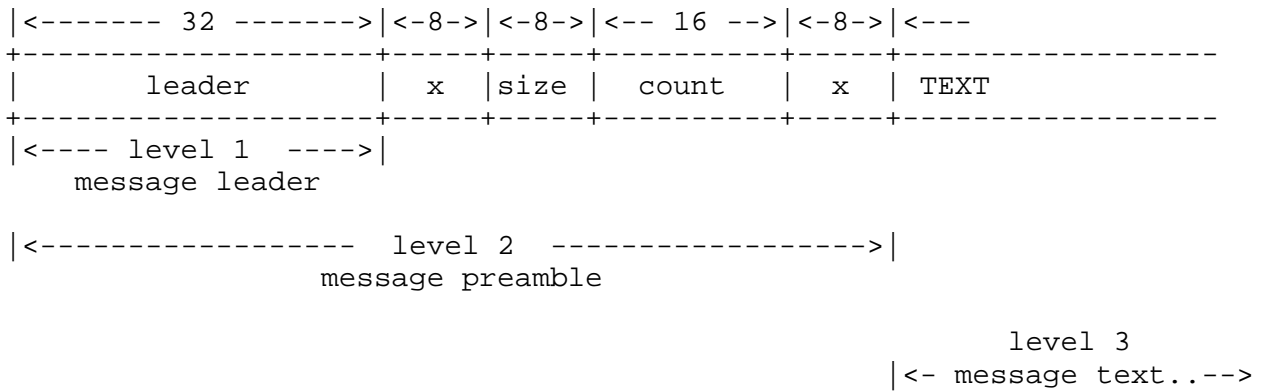 |<------- 32 ------->|<-8->|<-8->|<-- 16 -->|<-8->|<---
+--------------------+-----+-----+----------+-----+------------------
|       leader       |  x  |size |  count   |  x  | TEXT
+--------------------+-----+-----+----------+-----+------------------
|<---- level 1  ---->|
message leader
|<------------------ level 2 ------------------>|
message preamble
level 3
|<- message text..-->